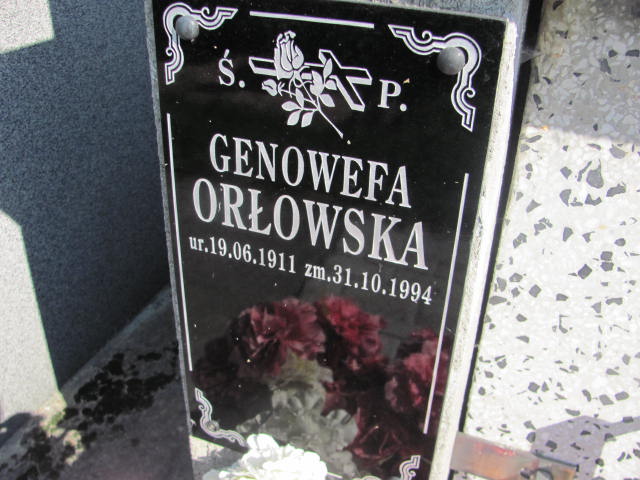 Ś. P.
GENOWEFA
ORŁOWSKA
ur.19.06.1911 zm.31.10.1994